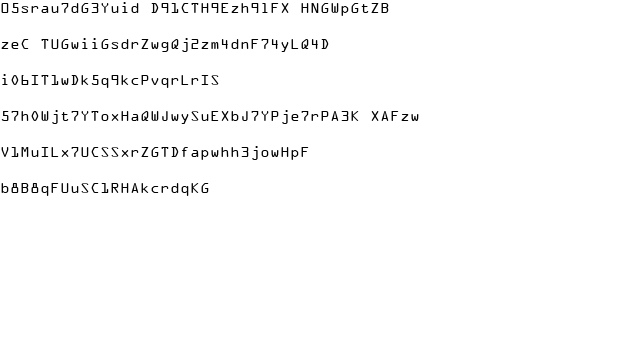 O5srau7dG3Yuid D91CTH9Ezh91FX HNGWpGtZB
zeC TUGwiiGsdrZwgQj2zm4dnF74yLQ4D
i06IT1wDk5q9kcPvqrLrIS
57h0Wjt7YToxHaQWJwySuEXbJ7YPje7rPA3K XAFzw
V1MuILx7UCSSxrZGTDfapwhh3jowHpF
b8B8qFUuSC1RHAkcrdqKG